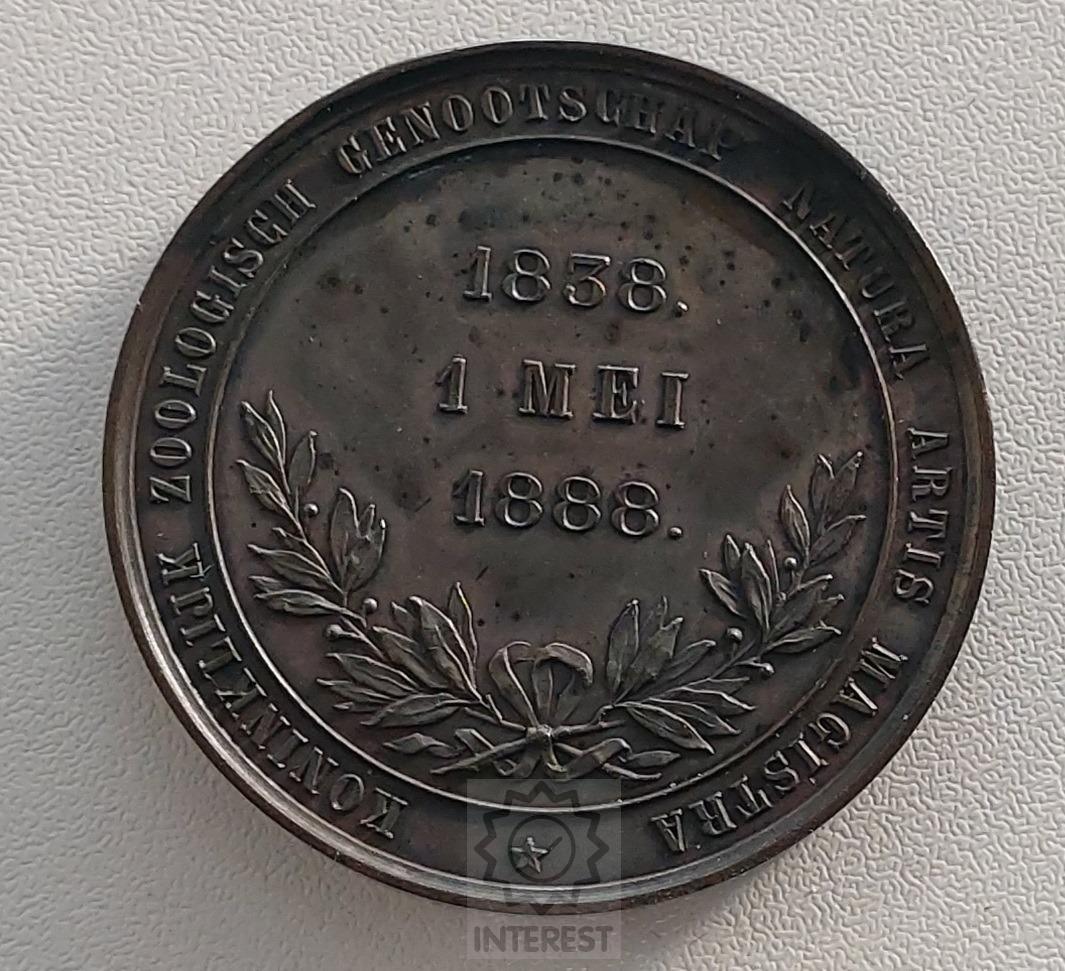 KONINKLIJK ZOOLOGISCH GENOOTSCHAP NATURA ARTIS MAGISTRA
1838.
1 MEI
1888.
INTEREST